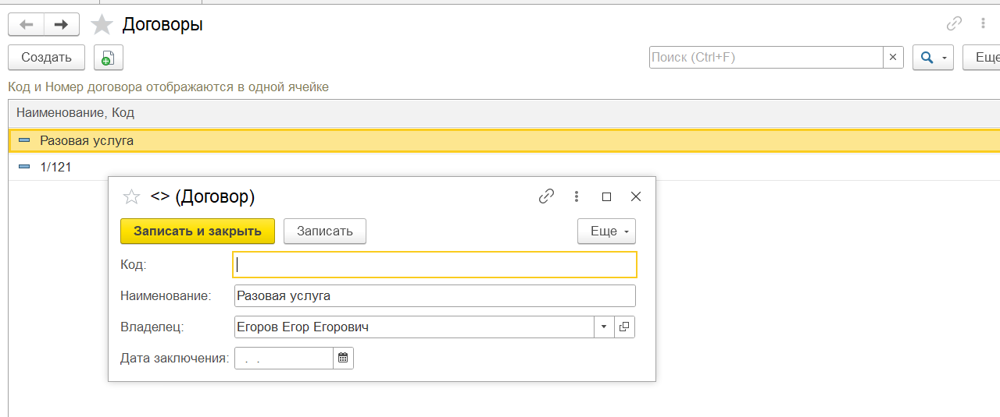 Договоры
Создать
Поиск (Ctrl+F)
Еще
Код и Номер договора отображаются в одной ячейке
Наименование, Код
Разовая услуга
1/121
<> (Договор)
Записать и закрыть
Записать
Еще
Код:
Наименование: Разовая услуга
Владелец: Егоров Егор Егорович
Дата заключения: . .